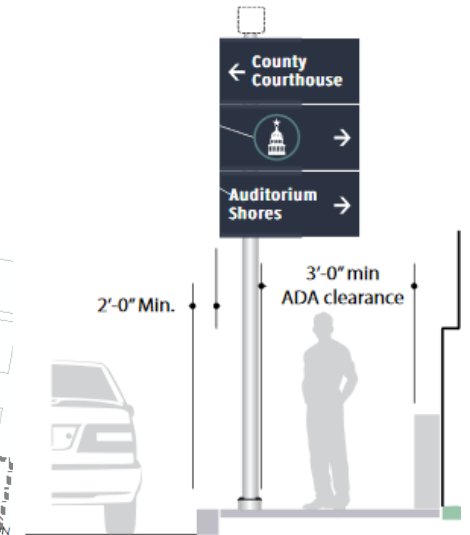 ← County
Courthouse
→
Auditorium
Shores →
2'-0" Min.
3'-0" min
ADA clearance
N